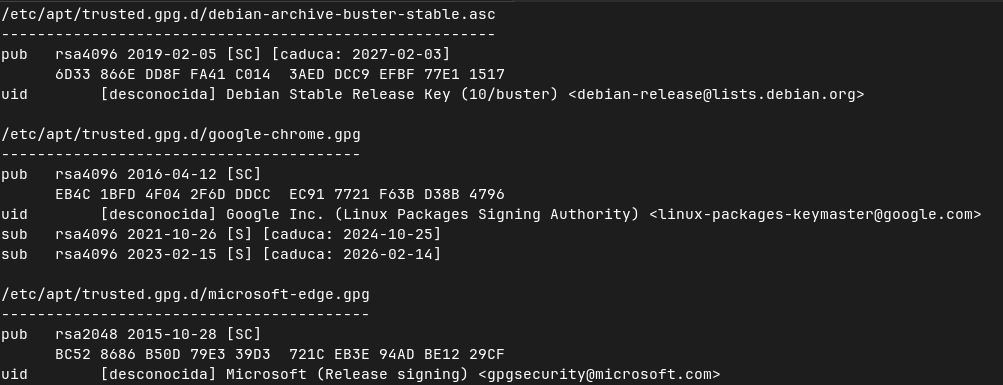 /etc/apt/trusted.gpg.d/debian-archive-buster-stable.asc
-------------------------------------------------------
pub   rsa4096 2019-02-05 [SC] [caduca: 2027-02-03]
      6D33 866E DD8F FA41 C014  3AED DCC9 EFBF 77E1 1517
uid           [desconocida] Debian Stable Release Key (10/buster) <debian-release@lists.debian.org>

/etc/apt/trusted.gpg.d/google-chrome.gpg
----------------------------------------
pub   rsa4096 2016-04-12 [SC]
      EB4C 1BFD 4F04 2F6D DDCC  EC91 7721 F63B D38B 4796
uid           [desconocida] Google Inc. (Linux Packages Signing Authority) <linux-packages-keymaster@google.com>
sub   rsa4096 2021-10-26 [S] [caduca: 2024-10-25]
sub   rsa4096 2023-02-15 [S] [caduca: 2026-02-14]

/etc/apt/trusted.gpg.d/microsoft-edge.gpg
-----------------------------------------
pub   rsa2048 2015-10-28 [SC]
      BC52 8686 B50D 79E3 39D3  721C EB3E 94AD BE12 29CF
uid           [desconocida] Microsoft (Release signing) <gpgsecurity@microsoft.com>